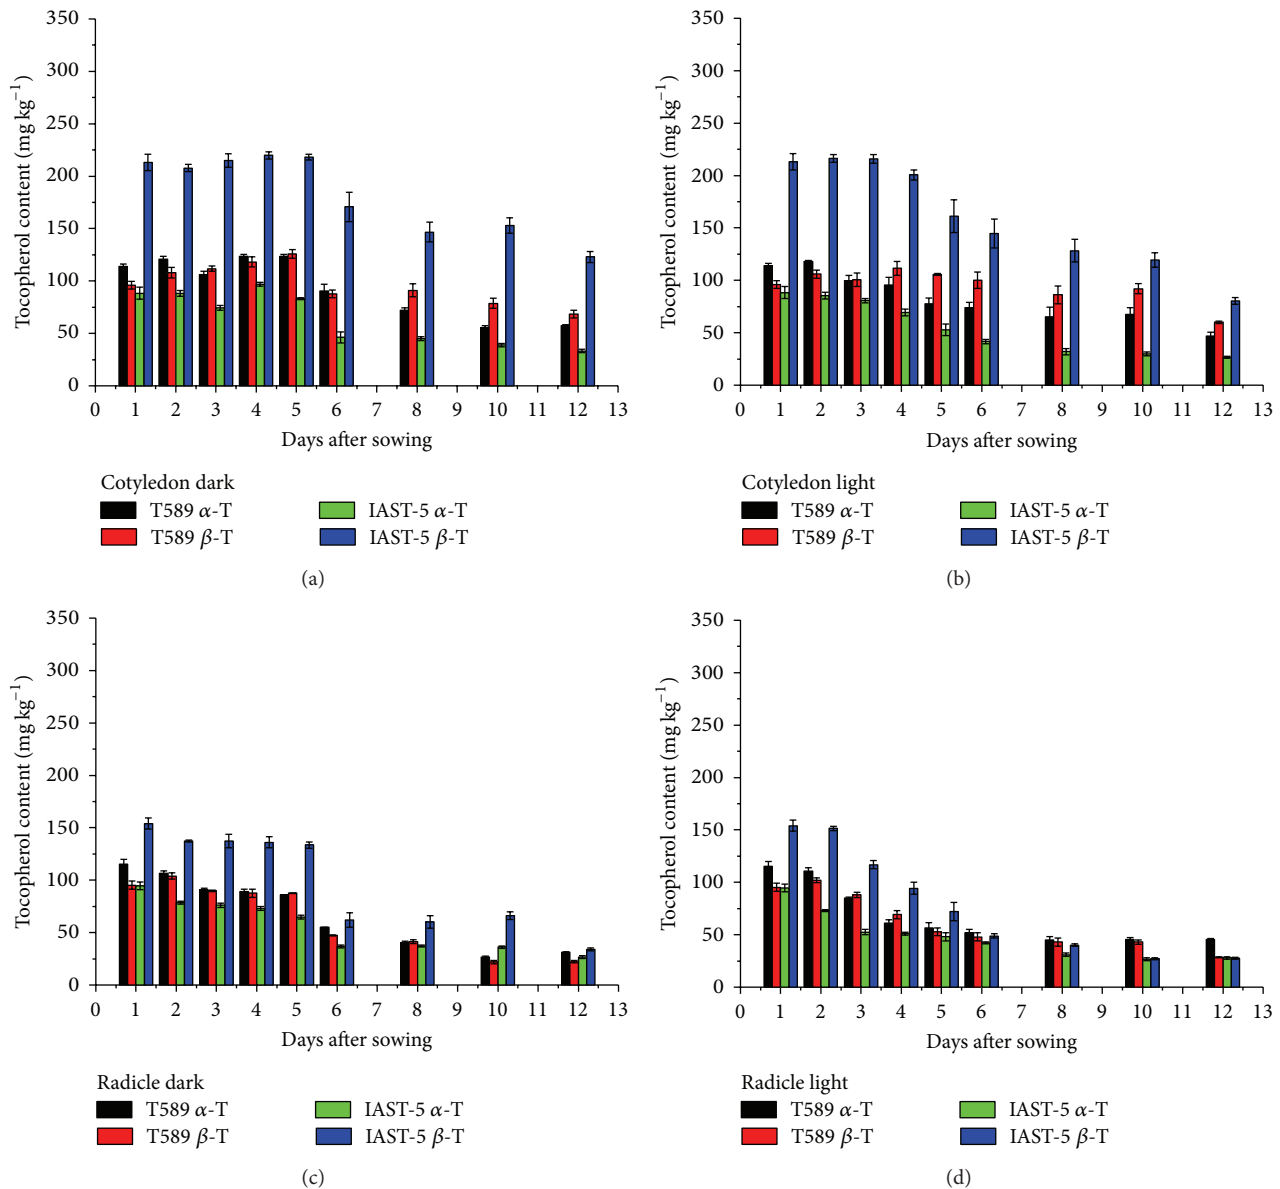 350
300
250
200
150
100
50
0
Tocopherol content (mg kg−1)
0 1 2 3 4 5 6 7 8 9 10 11 12 13
Days after sowing
Cotyledon dark
T589 α-T IAST-5 α-T
T589 β-T IAST-5 β-T
(a)
350
300
250
200
150
100
50
0
Tocopherol content (mg kg−1)
0 1 2 3 4 5 6 7 8 9 10 11 12 13
Days after sowing
Cotyledon light
T589 α-T IAST-5 α-T
T589 β-T IAST-5 β-T
(b)
350
300
250
200
150
100
50
0
Tocopherol content (mg kg−1)
0 1 2 3 4 5 6 7 8 9 10 11 12 13
Days after sowing
Radicle dark
T589 α-T IAST-5 α-T
T589 β-T IAST-5 β-T
(c)
350
300
250
200
150
100
50
0
Tocopherol content (mg kg−1)
0 1 2 3 4 5 6 7 8 9 10 11 12 13
Days after sowing
Radicle light
T589 α-T IAST-5 α-T
T589 β-T IAST-5 β-T
(d)